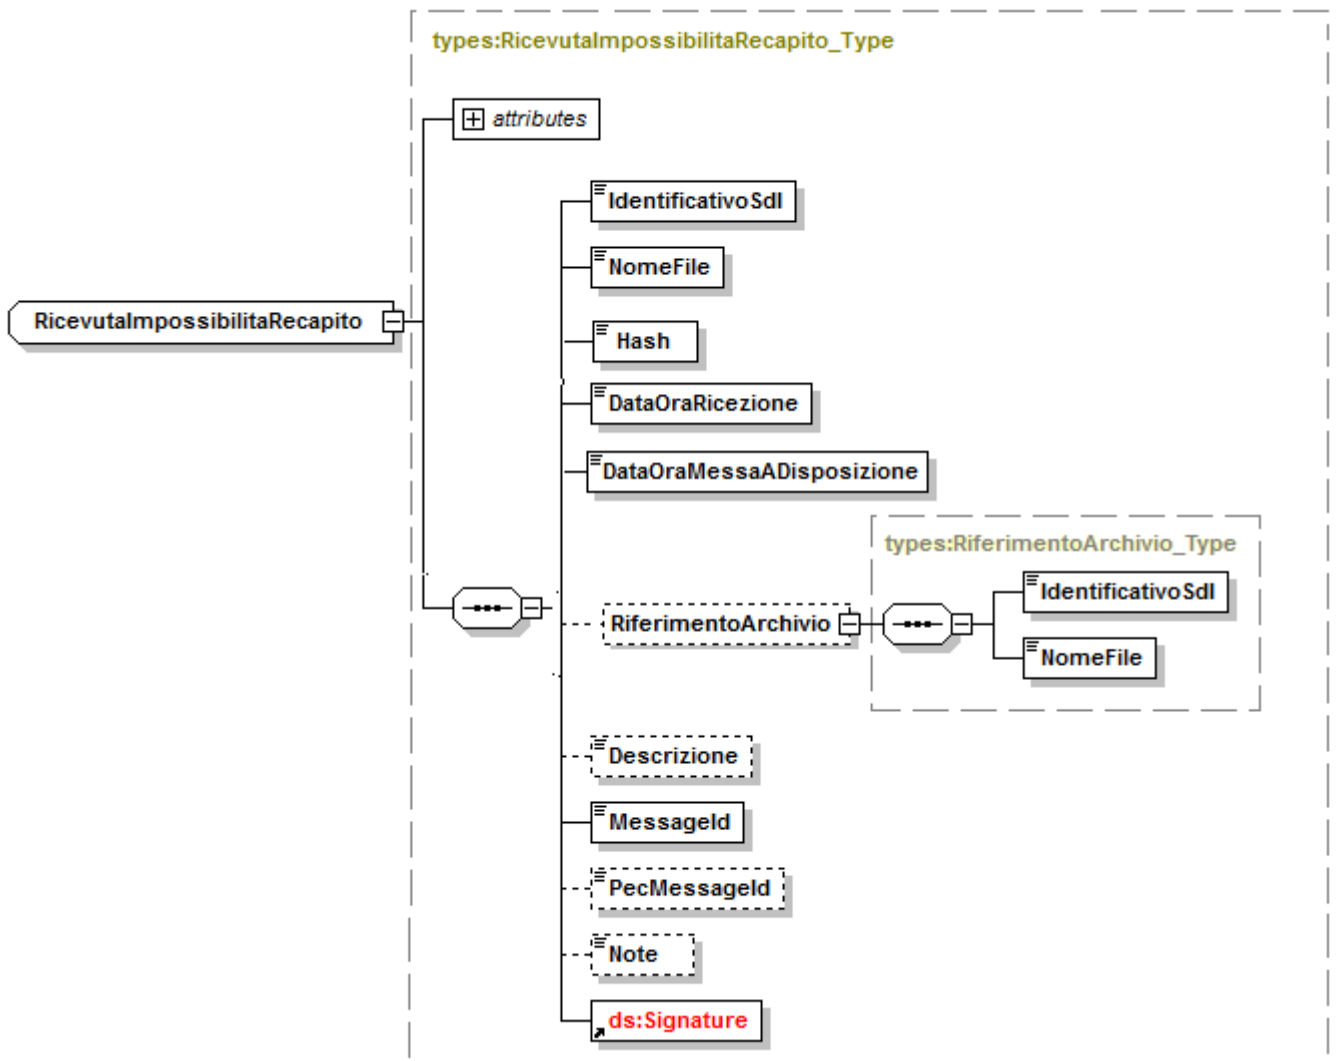 types:RicevutaImpossibilitaRecapito_Type
attributes
IdentificativoSdI
NomeFile
RicevutaImpossibilitaRecapito
Hash
DataOraRicezione
DataOraMessaADisposizione
types:RiferimentoArchivio_Type
IdentificativoSdI
RiferimentoArchivio
NomeFile
Descrizione
MessageId
PecMessageId
Note
ds:Signature